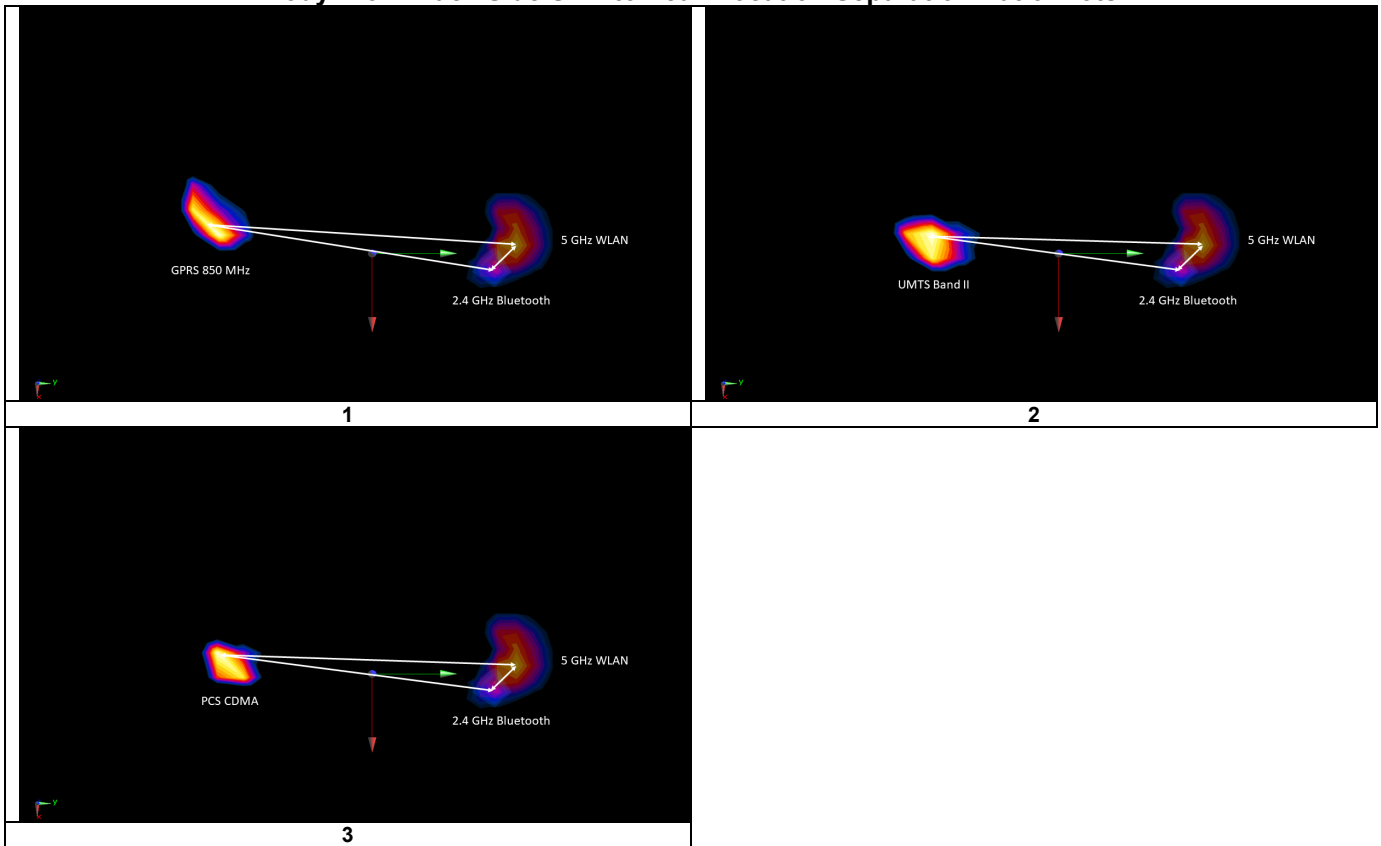 GPRS 850 MHz
5 GHz WLAN
2.4 GHz Bluetooth
Y
X
1
UMTS Band II
5 GHz WLAN
2.4 GHz Bluetooth
Y
X
2
PCS CDMA
5 GHz WLAN
2.4 GHz Bluetooth
Y
3